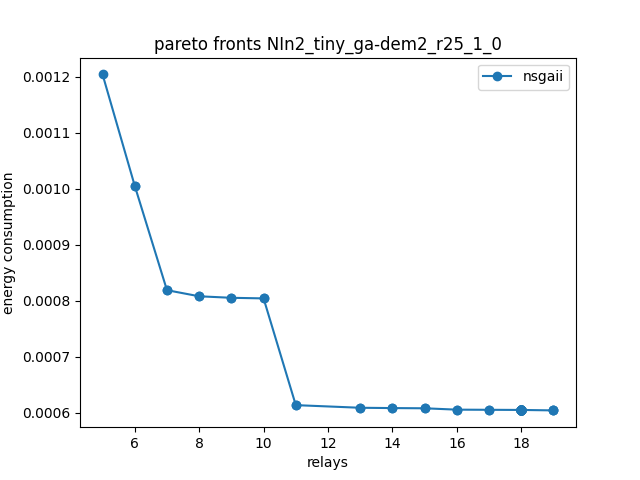 pareto fronts NIn2_tiny_ga-dem2_r25_1_0
nsgaii
0.0012
0.0011
0.0010
0.0009
0.0008
0.0007
0.0006
energy consumption
6 8 10 12 14 16 18
relays